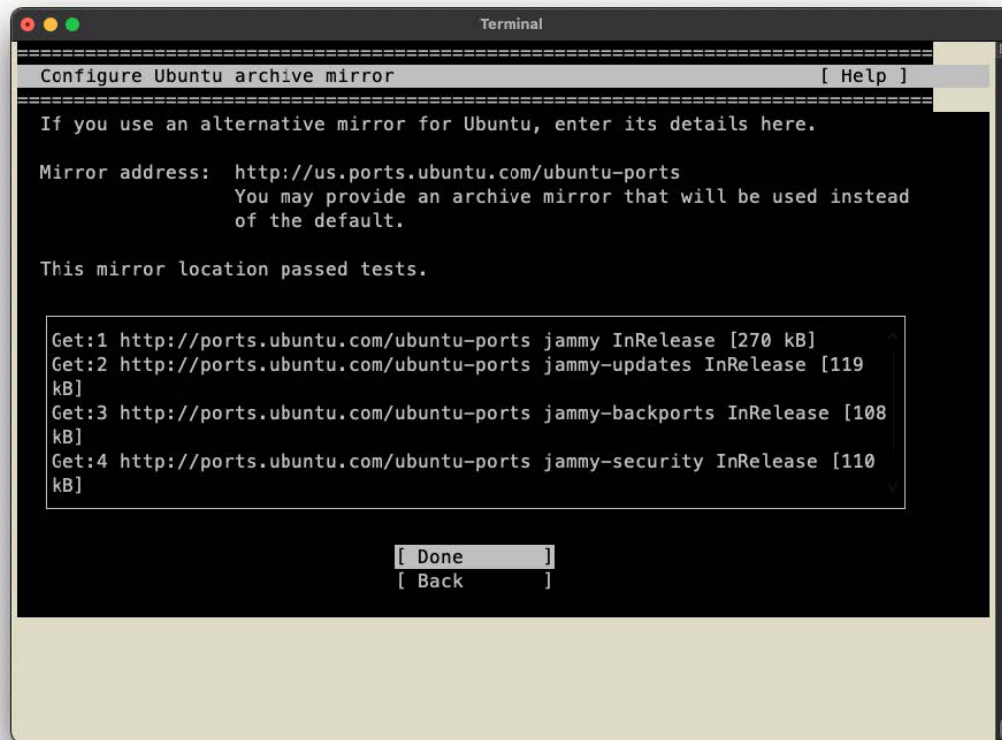 Terminal
================================================================================
Configure Ubuntu archive mirror [ Help ]
================================================================================
If you use an alternative mirror for Ubuntu, enter its details here.
Mirror address: http://us.ports.ubuntu.com/ubuntu-ports
You may provide an archive mirror that will be used instead
of the default.
This mirror location passed tests.
Get:1 http://ports.ubuntu.com/ubuntu-ports jammy InRelease [270 kB]
Get:2 http://ports.ubuntu.com/ubuntu-ports jammy-updates InRelease [119
kB]
Get:3 http://ports.ubuntu.com/ubuntu-ports jammy-backports InRelease [108
kB]
Get:4 http://ports.ubuntu.com/ubuntu-ports jammy-security InRelease [110
kB]
[ Done ]
[ Back ]